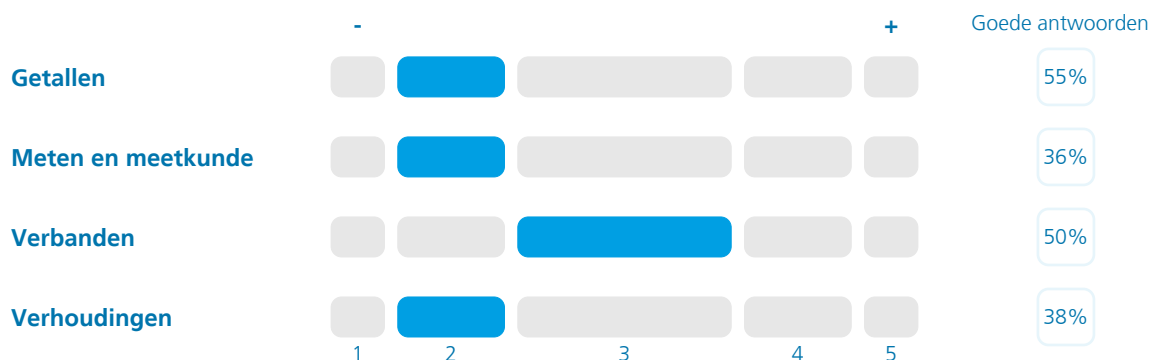 - + Goede antwoorden
Getallen 55%
Meten en meetkunde 36%
Verbanden 50%
Verhoudingen 38%
1 2 3 4 5